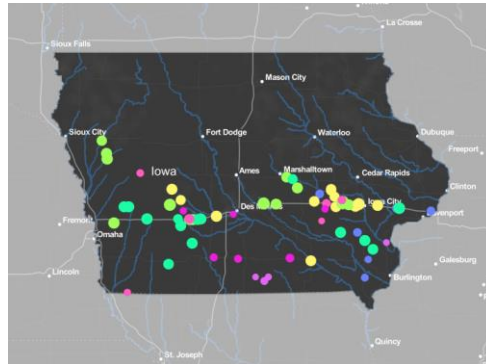 La Crosse
Sioux Falls
Mason City
Sioux City
Fort Dodge
Waterloo
Dubuque
Freeport
Iowa
Ames
Marshalltown
Cedar Rapids
Clinton
Des
Iowa City
Davenport
Fremont
Omaha
Galesburg
Lincoln
Burlington
Quincy
St. Joseph